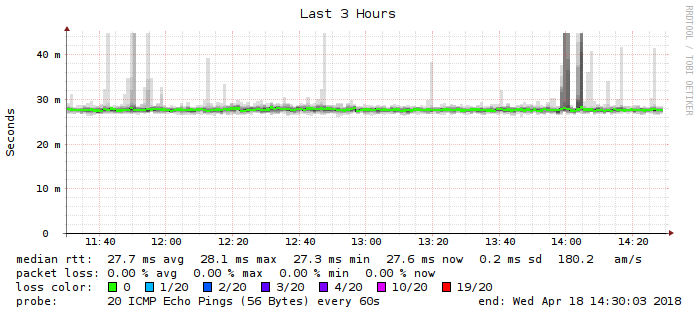 Last 3 Hours
RRDTOOL / TOBI OETIKER
Seconds
40 m
30 m
20 m
10 m
0
11:40 12:00 12:20 12:40 13:00 13:20 13:40 14:00 14:20
median rtt: 27.7 ms avg 28.1 ms max 27.3 ms min 27.6 ms now 0.2 ms sd 180.2 am/s
packet loss: 0.00 % avg 0.00 % max 0.00 % min 0.00 % now
loss color: 0 1/20 2/20 3/20 4/20 10/20 19/20
probe: 20 ICMP Echo Pings (56 Bytes) every 60s end: Wed Apr 18 14:30:03 2018